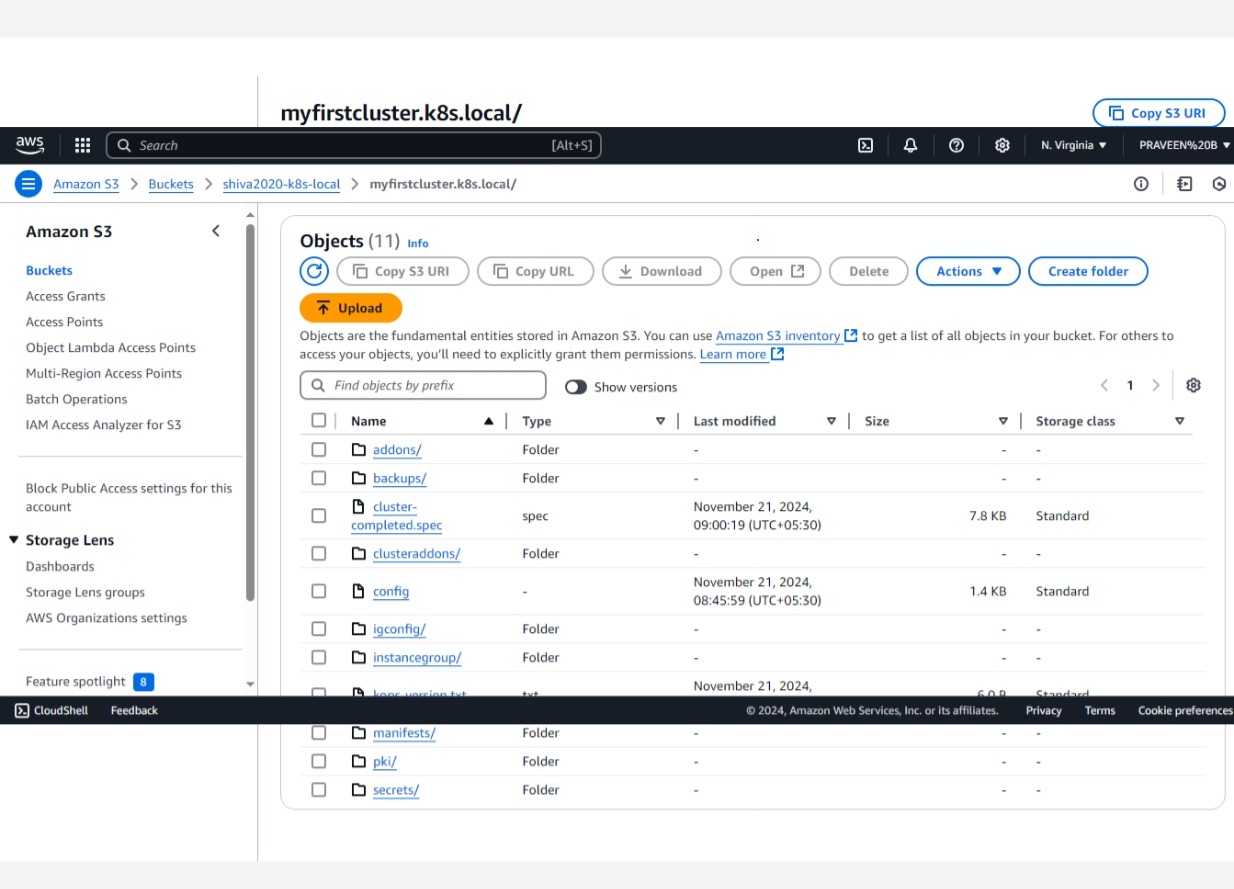 myfirstcluster.k8s.local/
Copy S3 URI
aws
Search [Alt+S]
N. Virginia
PRAVEEN%20B
Amazon S3 > Buckets > shiva2020-k8s-local > myfirstcluster.k8s.local/
Amazon S3
Buckets
Access Grants
Access Points
Object Lambda Access Points
Multi-Region Access Points
Batch Operations
IAM Access Analyzer for S3
Block Public Access settings for this
account
Storage Lens
Dashboards
Storage Lens groups
AWS Organizations settings
Feature spotlight 8
Objects (11) Info
Copy S3 URI
Copy URL
Download
Open
Delete
Actions
Create folder
Upload
Objects are the fundamental entities stored in Amazon S3. You can use Amazon S3 inventory to get a list of all objects in your bucket. For others to
access your objects, you'll need to explicitly grant them permissions. Learn more
Find objects by prefix
Show versions
1
Name Type Last modified Size Storage class
addons/ Folder - - -
backups/ Folder - - -
cluster-
completed.spec spec November 21, 2024,
09:00:19 (UTC+05:30) 7.8 KB Standard
clusteraddons/ Folder - - -
config - November 21, 2024,
08:45:59 (UTC+05:30) 1.4 KB Standard
igconfig/ Folder - - -
instancegroup/ Folder - - -
kops-version.txt txt November 21, 2024, 6.0 B Standard
CloudShell Feedback © 2024, Amazon Web Services, Inc. or its affiliates. Privacy Terms Cookie preferences
manifests/ Folder - - -
pki/ Folder - - -
secrets/ Folder - - -